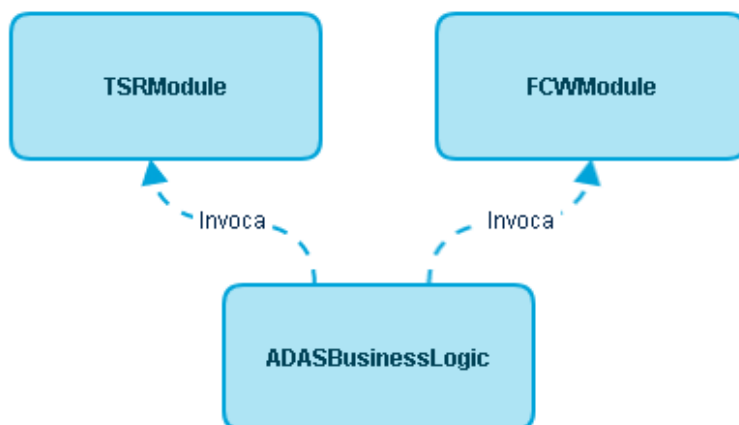 TSRModule
FCWModule
Invoca
Invoca
ADASBusinessLogic